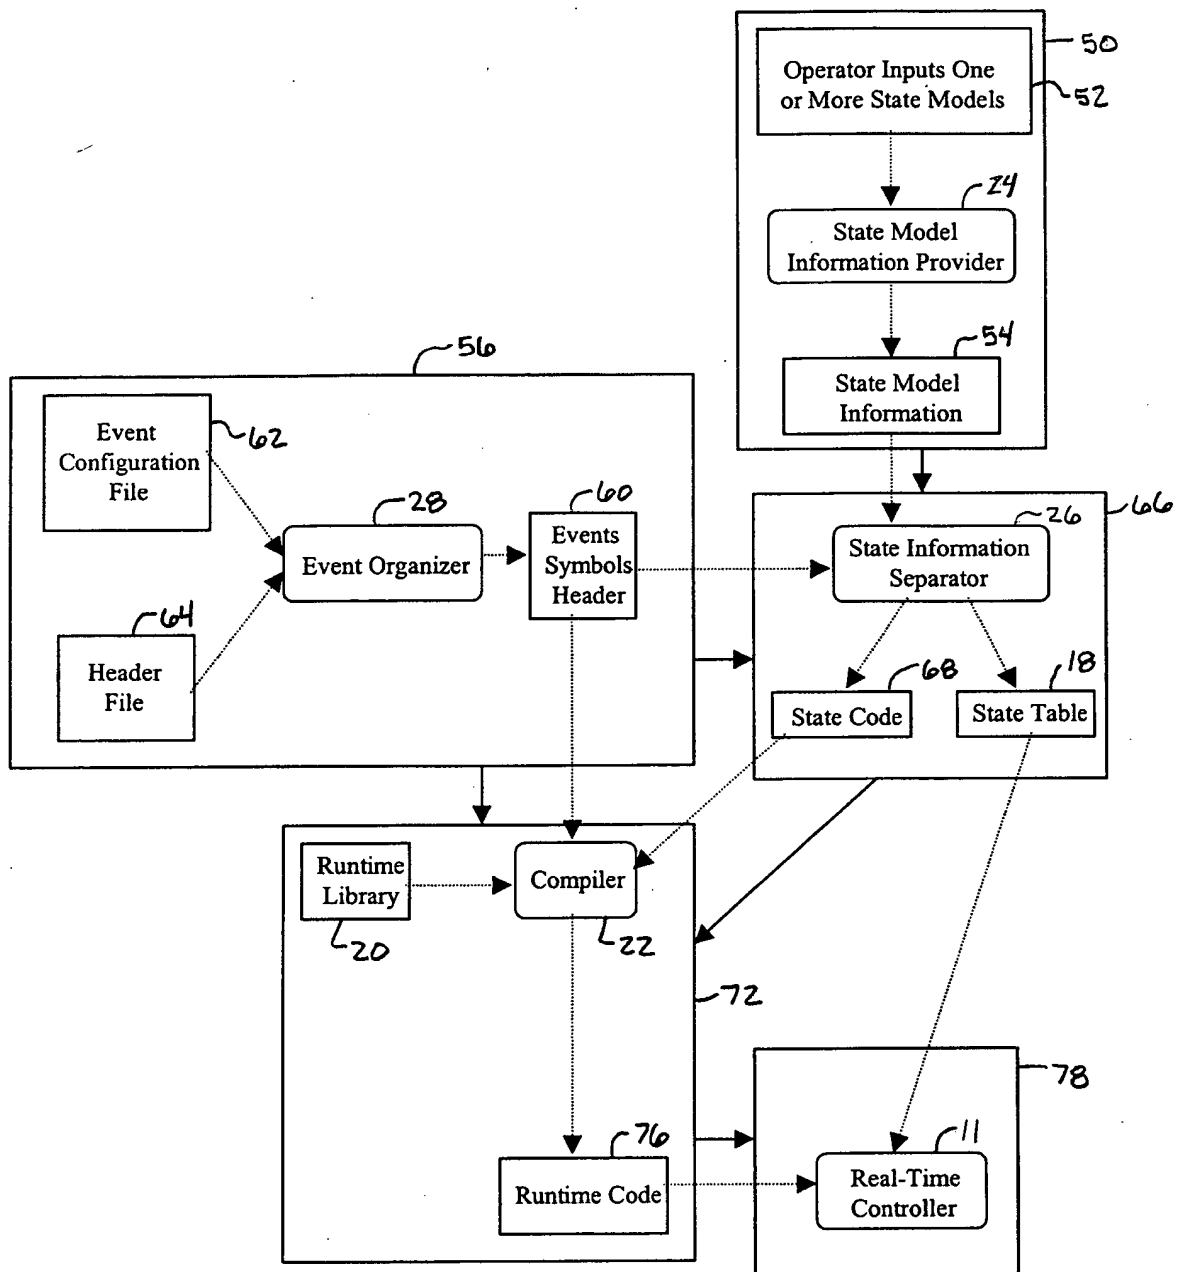 50
Operator Inputs One
or More State Models
52
24
State Model
Information Provider
54
State Model
Information
56
Event
Configuration
File
62
28
Event Organizer
60
Events
Symbols
Header
64
Header
File
66
26
State Information
Separator
68
State Code
18
State Table
Runtime
Library
20
Compiler
22
72
76
Runtime Code
78
11
Real-Time
Controller